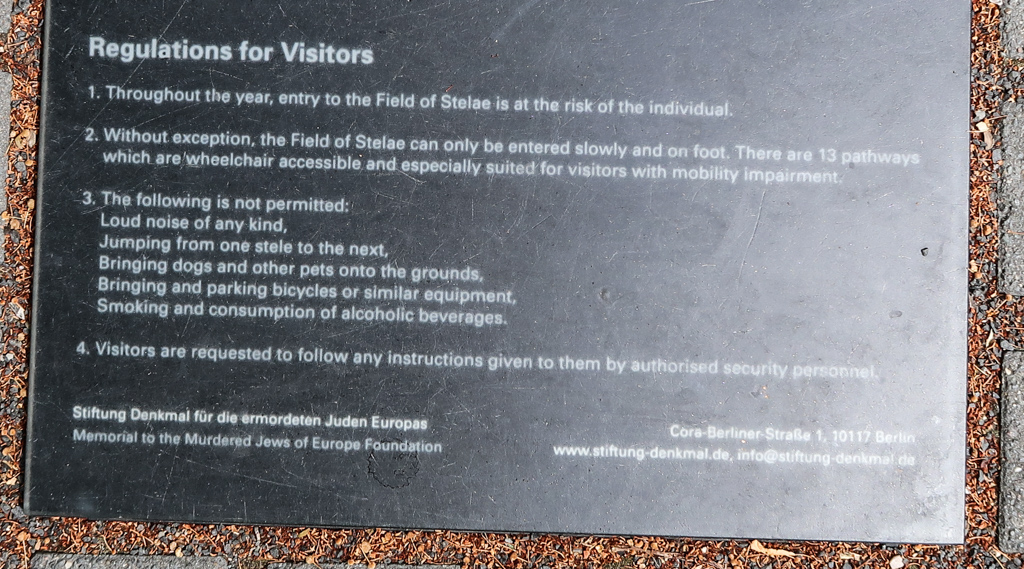 Regulations for Visitors
1. Throughout the year, entry to the Field of Stelae is at the risk of the individual.
2. Without exception, the Field of Stelae can only be entered slowly and on foot. There are 13 pathways
which are wheelchair accessible and especially suited for visitors with mobility impairment.
3. The following is not permitted:
Loud noise of any kind,
Jumping from one stele to the next,
Bringing dogs and other pets onto the grounds,
Bringing and parking bicycles or similar equipment,
Smoking and consumption of alcoholic beverages.
4. Visitors are requested to follow any instructions given to them by authorised security personnel.
Stiftung Denkmal für die ermordeten Juden Europas
Memorial to the Murdered Jews of Europe Foundation
Cora-Berliner-Straße 1, 10117 Berlin
www.stiftung-denkmal.de, info@stiftung-denkmal.de